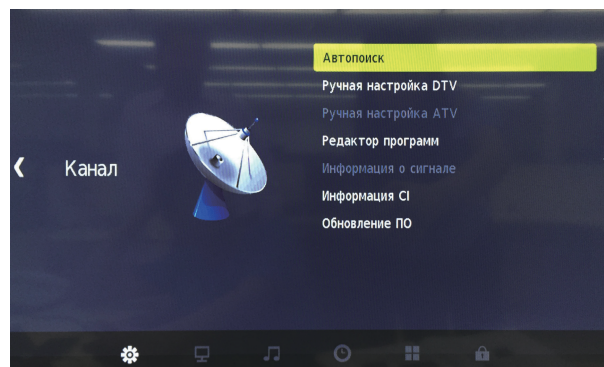 Автопоиск
Ручная настройка DTV
Ручная настройка ATV
Редактор программ
Канал
Информация о сигнале
Информация CI
Обновление ПО